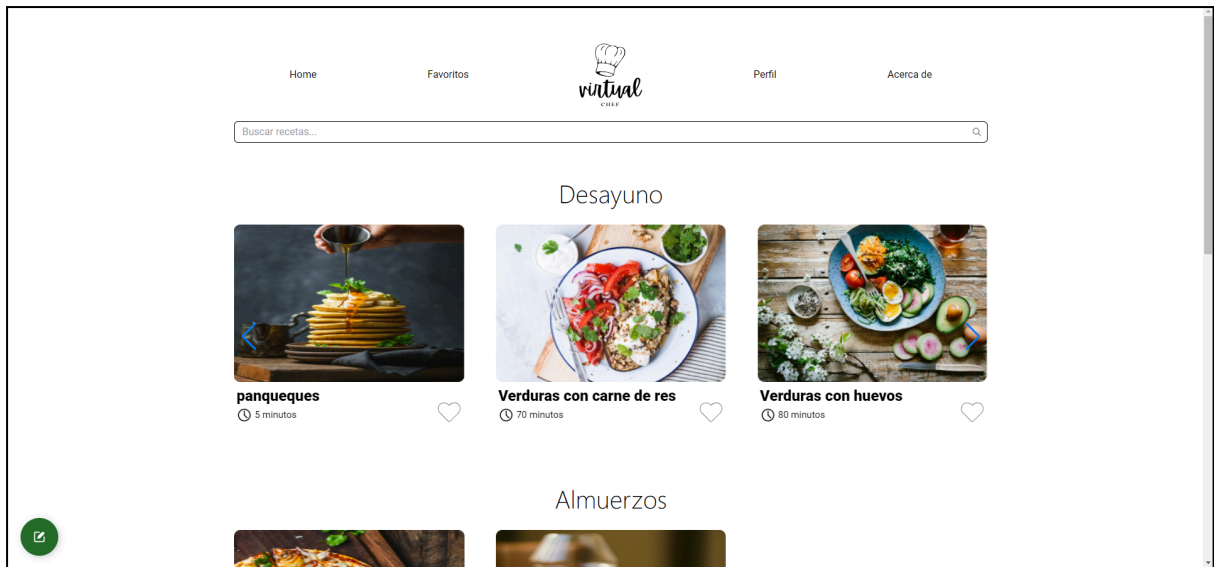 Home Favoritos virtual Perfil Acerca de
CHEF
Buscar recetas...
Desayuno
panqueques Verduras con carne de res Verduras con huevos
5 minutos 70 minutos 80 minutos
Almuerzos